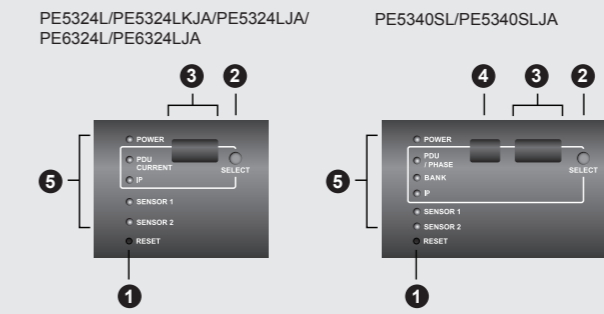 PE5324L/PE5324LKJA/PE5324LJA/
PE6324L/PE6324LJA
3
2
POWER
PDU
CURRENT
IP
SELECT
SENSOR 1
SENSOR 2
RESET
5
1
PE5340SL/PE5340SLJA
4
3
2
POWER
PDU
/ PHASE
BANK
IP
SELECT
SENSOR 1
SENSOR 2
RESET
5
1